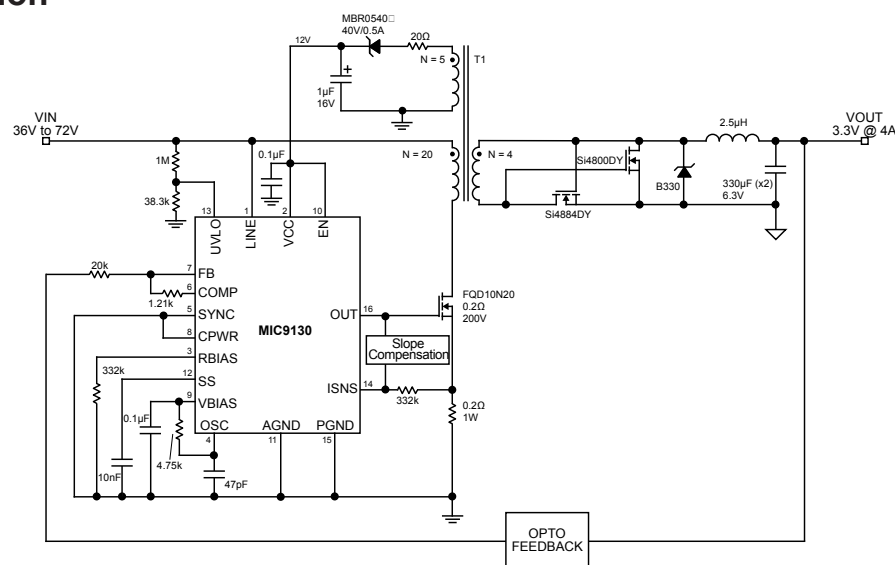 MBR0540
40V/0.5A
20Ω
12V
N = 5
T1
1µF
16V
VIN
36V to 72V
2.5µH
VOUT
3.3V @ 4A
1M
0.1µF
N = 20
N = 4
Si4800DY
B330
330µF (x2)
6.3V
38.3k
Si4884DY
13
1
2
10
UVLO
LINE
VCC
EN
20k
7
FB
6
COMP
1.21k
5
SYNC
8
CPWR
3
RBIAS
332k
12
SS
9
VBIAS
MIC9130
OUT
16
FQD10N20
0.2Ω
200V
Slope
Compensation
ISNS
14
332k
0.2Ω
1W
0.1µF
OSC
AGND
PGND
4
11
15
10nF
4.75k
47pF
OPTO
FEEDBACK